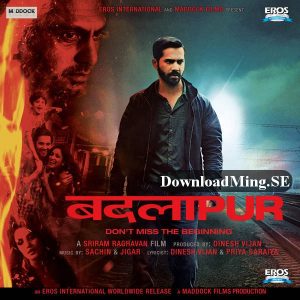 MADDOCK
EROS INTERNATIONAL AND MADDOCK FILMS PRESENT
EROS
INTERNATIONAL
DownloadMing.SE
बदलाPUR
DON'T MISS THE BEGINNING
A SRIRAM RAGHAVAN FILM PRODUCED BY: DINESH VIJAN
MUSIC BY: SACHIN & JIGAR LYRICIST: DINESH VIJAN & PRIYA SARAIYA
AN EROS INTERNATIONAL WORLDWIDE RELEASE A MADDOCK FILMS PRODUCTION